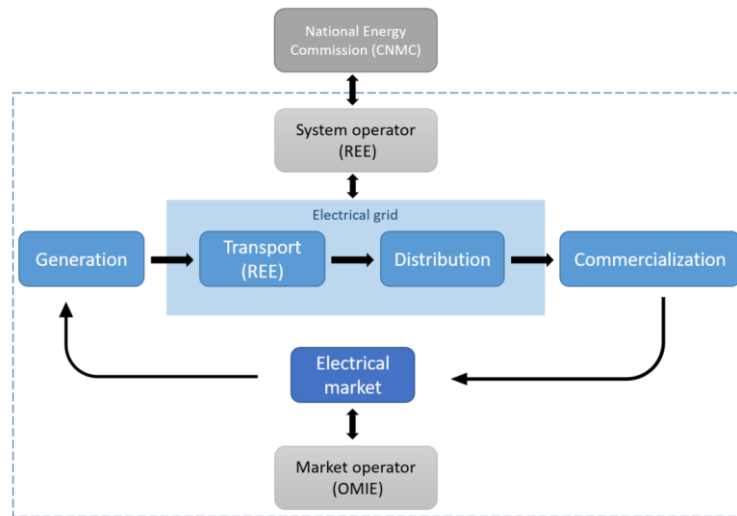 National Energy
Commission (CNMC)
System operator
(REE)
Electrical grid
Generation
Transport
(REE)
Distribution
Commercialization
Electrical
market
Market operator
(OMIE)